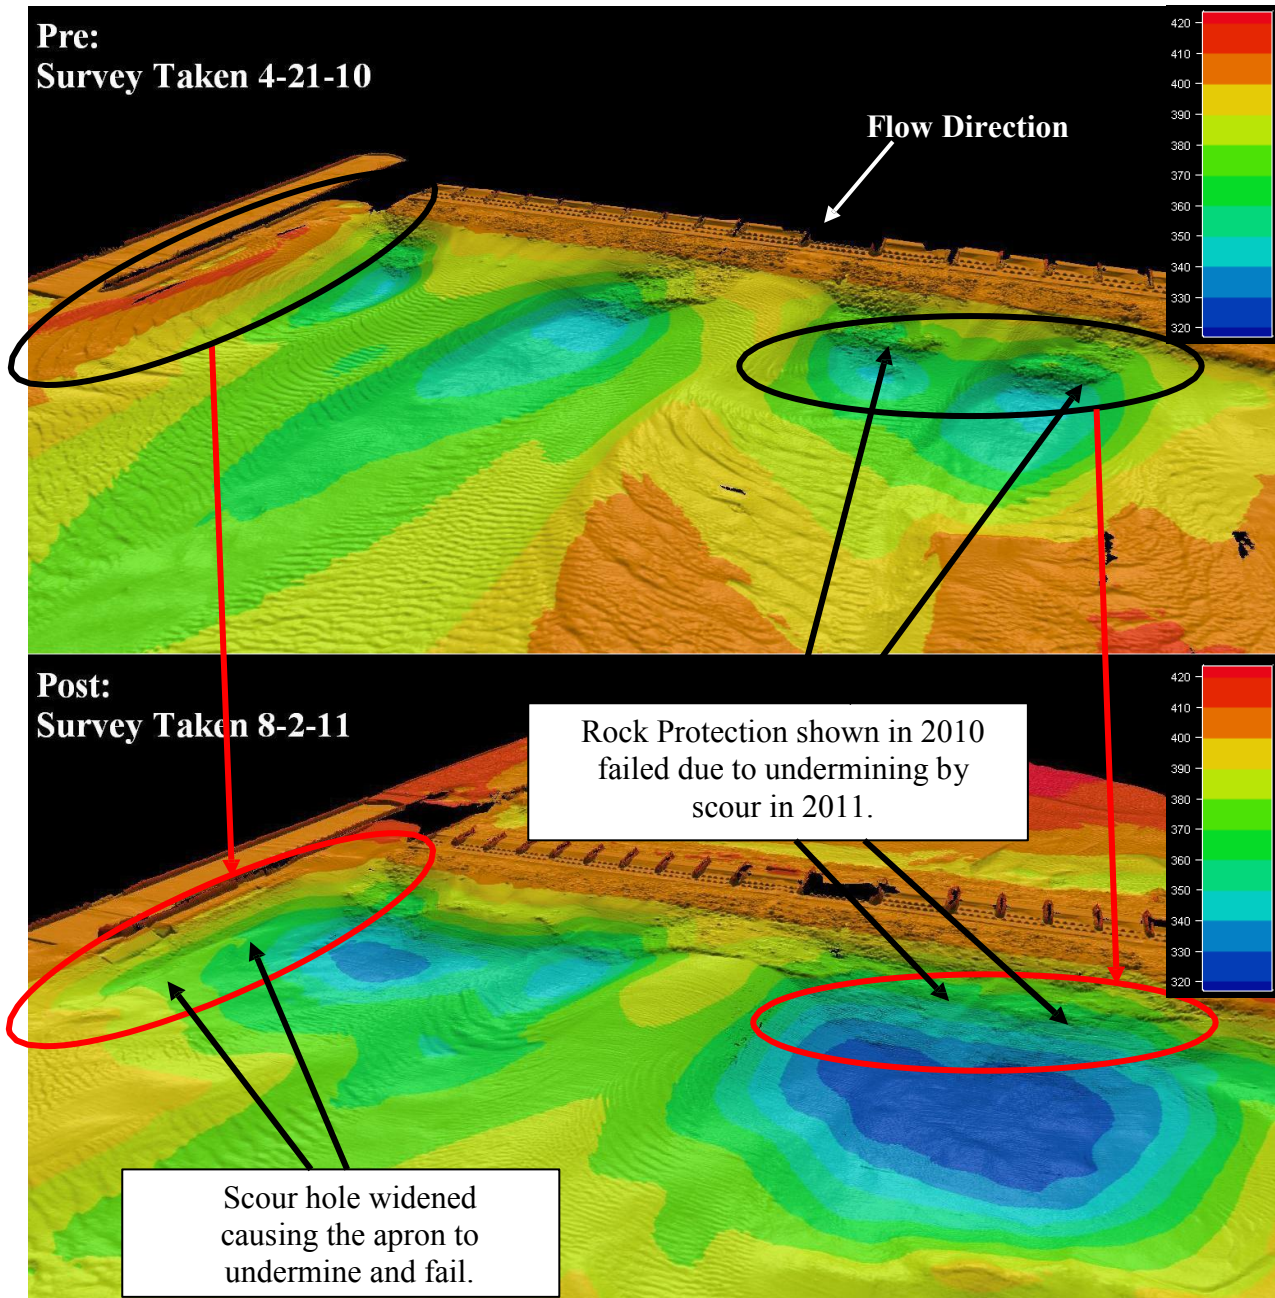 Pre:
Survey Taken 4-21-10
Flow Direction
420
410
400
390
380
370
360
350
340
330
320
Post:
Survey Taken 8-2-11
Rock Protection shown in 2010
failed due to undermining by
scour in 2011.
420
410
400
390
380
370
360
350
340
330
320
Scour hole widened
causing the apron to
undermine and fail.